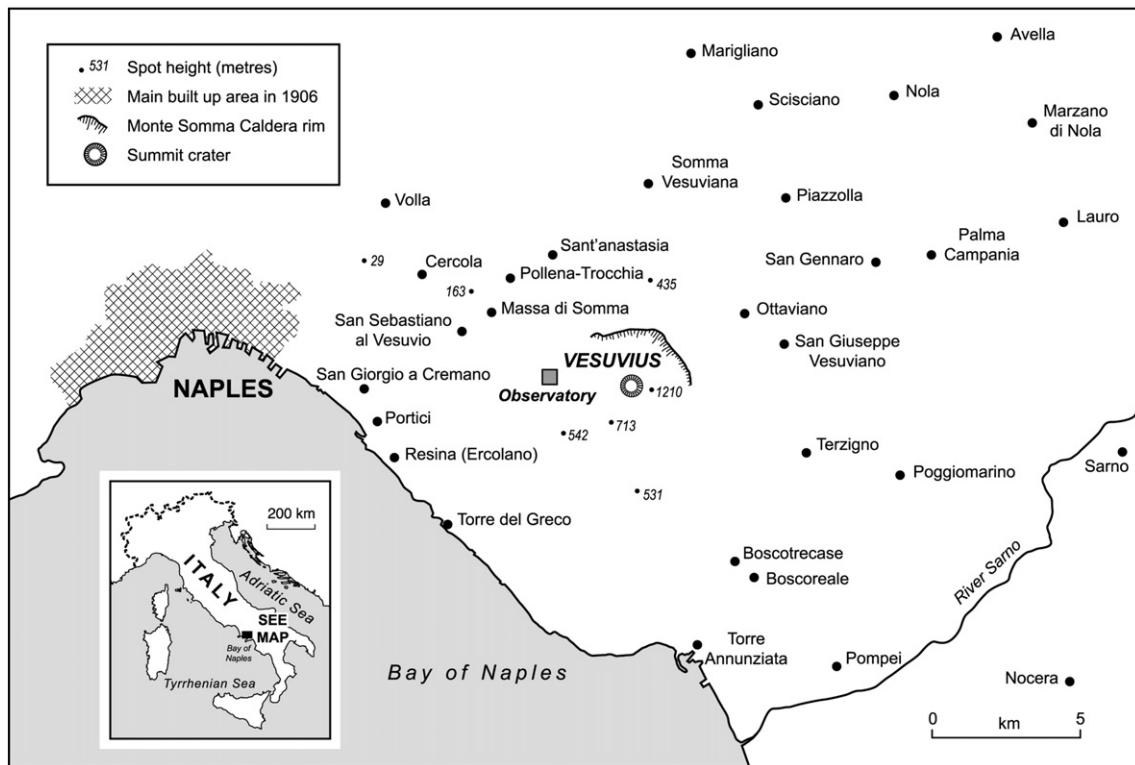 531 Spot height (metres)
Main built up area in 1906
Monte Somma Caldera rim
Summit crater
Avella
Marigliano
Nola
Scisciano
Marzano
di Nola
Somma
Vesuviana
Piazzolla
Volla
Lauro
Sant'anastasia
Palma
Campania
29
Cercola
Pollena-Trocchia
435
San Gennaro
163
Massa di Somma
Ottaviano
San Sebastiano
al Vesuvio
San Giuseppe
Vesuviano
VESUVIUS
San Giorgio a Cremano
NAPLES
Observatory
1210
Portici
713
542
Resina (Ercolano)
Terzigno
Sarno
Poggiomarino
531
Torre del Greco
Boscotrecase
Boscoreale
River Sarno
Torre
Annunziata
Pompei
Nocera
Bay of Naples
0 5
km
200 km
ITALY
Adriatic Sea
SEE
MAP
Bay of
Naples
Tyrrhenian Sea